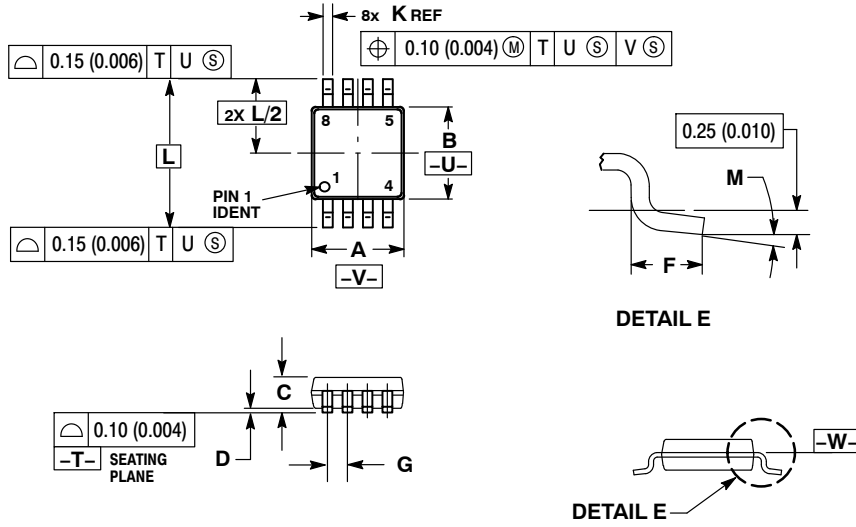 8x K REF
⌖ 0.10 (0.004) Ⓜ T U Ⓢ V Ⓢ
⌓ 0.15 (0.006) T U Ⓢ
2X L/2
8 5
L
B
–U–
0.25 (0.010)
M
PIN 1
IDENT
1 4
⌓ 0.15 (0.006) T U Ⓢ
A
–V–
F
DETAIL E
C
⌓ 0.10 (0.004)
–T– SEATING
PLANE
D
G
–W–
DETAIL E